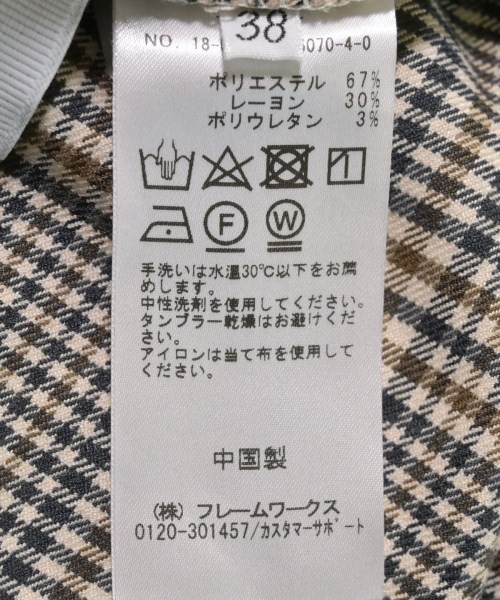 38
NO. 18- 6070-4-0
ポリエステル 67%
レーヨン 30%
ポリウレタン 3%
F W
手洗いは水温30℃以下をお薦
めします。
中性洗剤を使用してください。
タンブラー乾燥はお避けくだ
さい。
アイロンは当て布を使用して
ください。
中国製
(株) フレームワークス
0120-301457/カスタマーサポート